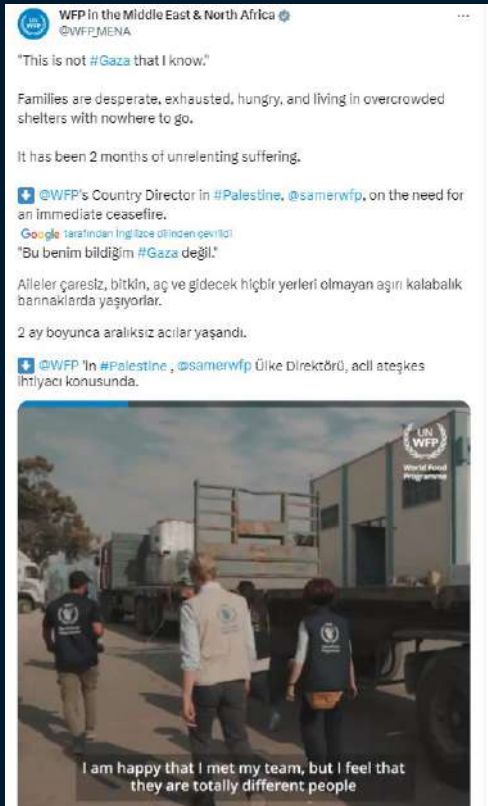 WFP in the Middle East & North Africa
@WFP_MENA
"This is not #Gaza that I know."
Families are desperate, exhausted, hungry, and living in overcrowded
shelters with nowhere to go.
It has been 2 months of unrelenting suffering.
@WFP's Country Director in #Palestine, @samerwfp, on the need for
an immediate ceasefire.
Google tarafından İngilizce dilinden çevrildi
"Bu benim bildiğim #Gaza değil."
Aileler çaresiz, bitkin, aç ve gidecek hiçbir yerleri olmayan aşırı kalabalık
barınaklarda yaşıyorlar.
2 ay boyunca aralıksız acılar yaşandı.
@WFP 'in #Palestine , @samerwfp Ülke Direktörü, acil ateşkes
ihtiyacı konusunda.
UN
WFP
World Food
Programme
I am happy that I met my team, but I feel that
they are totally different people